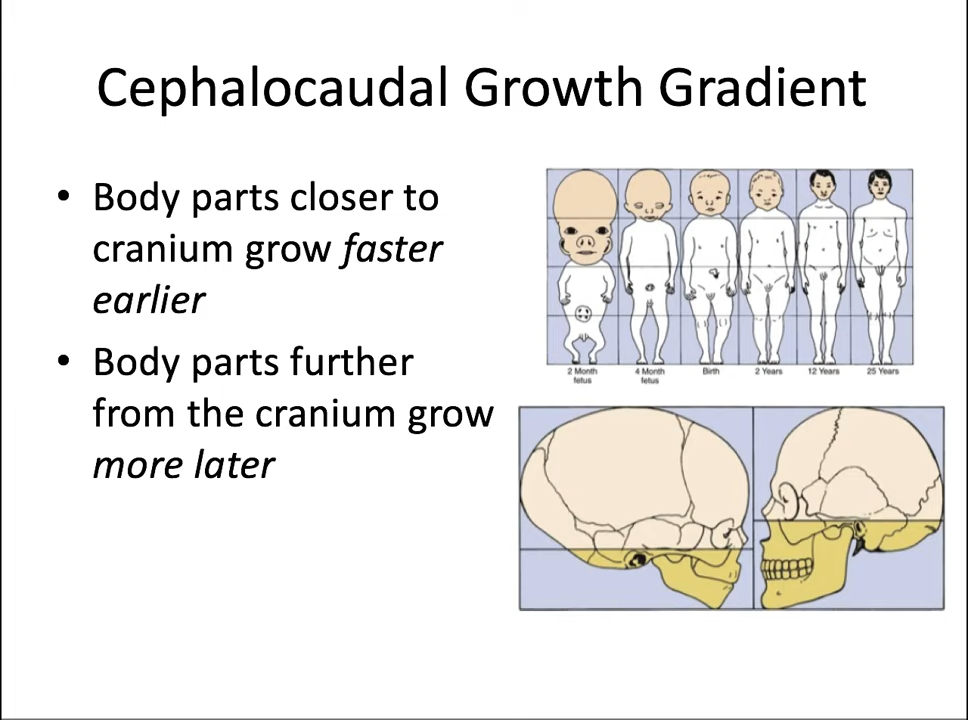 Cephalocaudal Growth Gradient
• Body parts closer to
cranium grow faster
earlier
• Body parts further
from the cranium grow
more later
2 Month
fetus
4 Month
fetus
Birth
2 Years
12 Years
25 Years